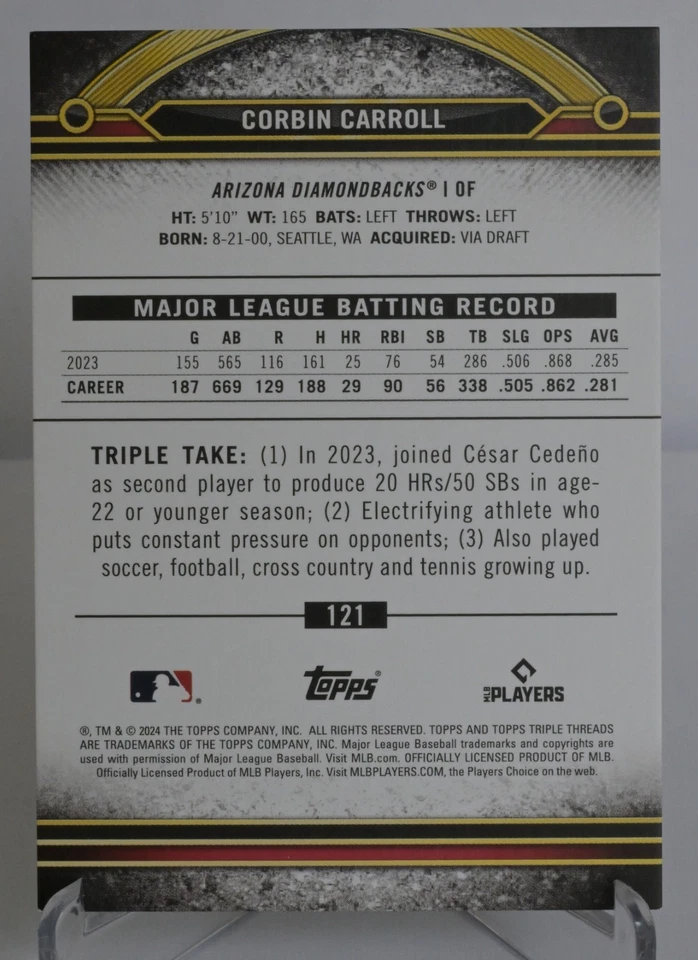 CORBIN CARROLL
ARIZONA DIAMONDBACKS® | OF
HT: 5'10" WT: 165 BATS: LEFT THROWS: LEFT
BORN: 8-21-00, SEATTLE, WA ACQUIRED: VIA DRAFT
MAJOR LEAGUE BATTING RECORD
G AB R H HR RBI SB TB SLG OPS AVG
2023 155 565 116 161 25 76 54 286 .506 .868 .285
CAREER 187 669 129 188 29 90 56 338 .505 .862 .281
TRIPLE TAKE: (1) In 2023, joined César Cedeño
as second player to produce 20 HRs/50 SBs in age-
22 or younger season; (2) Electrifying athlete who
puts constant pressure on opponents; (3) Also played
soccer, football, cross country and tennis growing up.
121
Topps® MLB PLAYERS
®, TM & © 2024 THE TOPPS COMPANY, INC. ALL RIGHTS RESERVED. TOPPS AND TOPPS TRIPLE THREADS
ARE TRADEMARKS OF THE TOPPS COMPANY, INC. Major League Baseball trademarks and copyrights are
used with permission of Major League Baseball. Visit MLB.com. OFFICIALLY LICENSED PRODUCT OF MLB.
Officially Licensed Product of MLB Players, Inc. Visit MLBPLAYERS.COM, the Players Choice on the web.